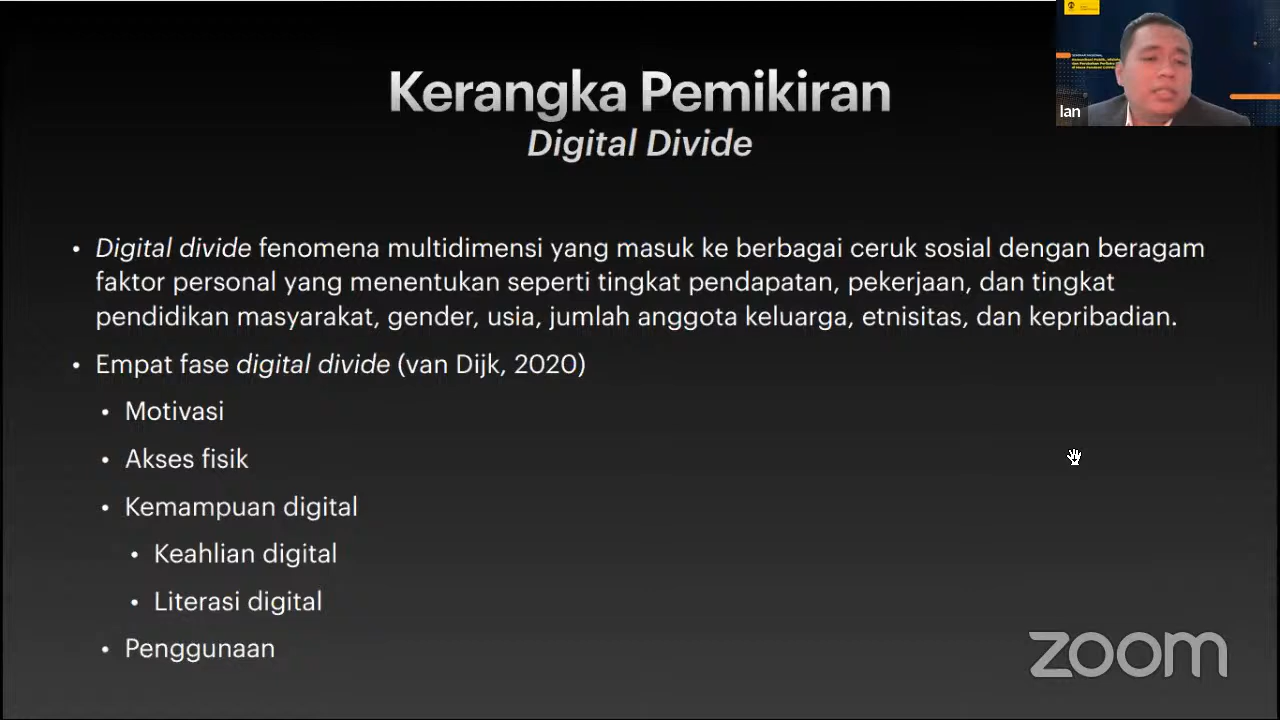 Kerangka Pemikiran
Digital Divide
• Digital divide fenomena multidimensi yang masuk ke berbagai ceruk sosial dengan beragam
faktor personal yang menentukan seperti tingkat pendapatan, pekerjaan, dan tingkat
pendidikan masyarakat, gender, usia, jumlah anggota keluarga, etnisitas, dan kepribadian.
• Empat fase digital divide (van Dijk, 2020)
• Motivasi
• Akses fisik
• Kemampuan digital
• Keahlian digital
• Literasi digital
• Penggunaan
Ian
zoom